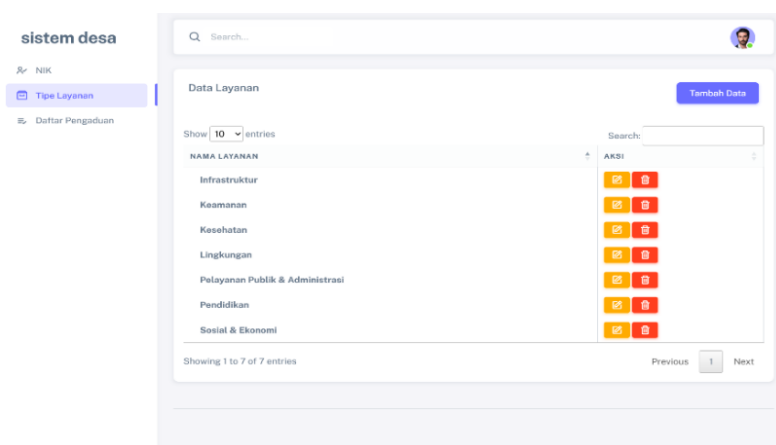 sistem desa
NIK
Tipe Layanan
Daftar Pengaduan
Search...
Data Layanan
Tambah Data
Show 10 entries
Search:
NAMA LAYANAN AKSI
Infrastruktur
Keamanan
Kesehatan
Lingkungan
Pelayanan Publik & Administrasi
Pendidikan
Sosial & Ekonomi
Showing 1 to 7 of 7 entries
Previous 1 Next